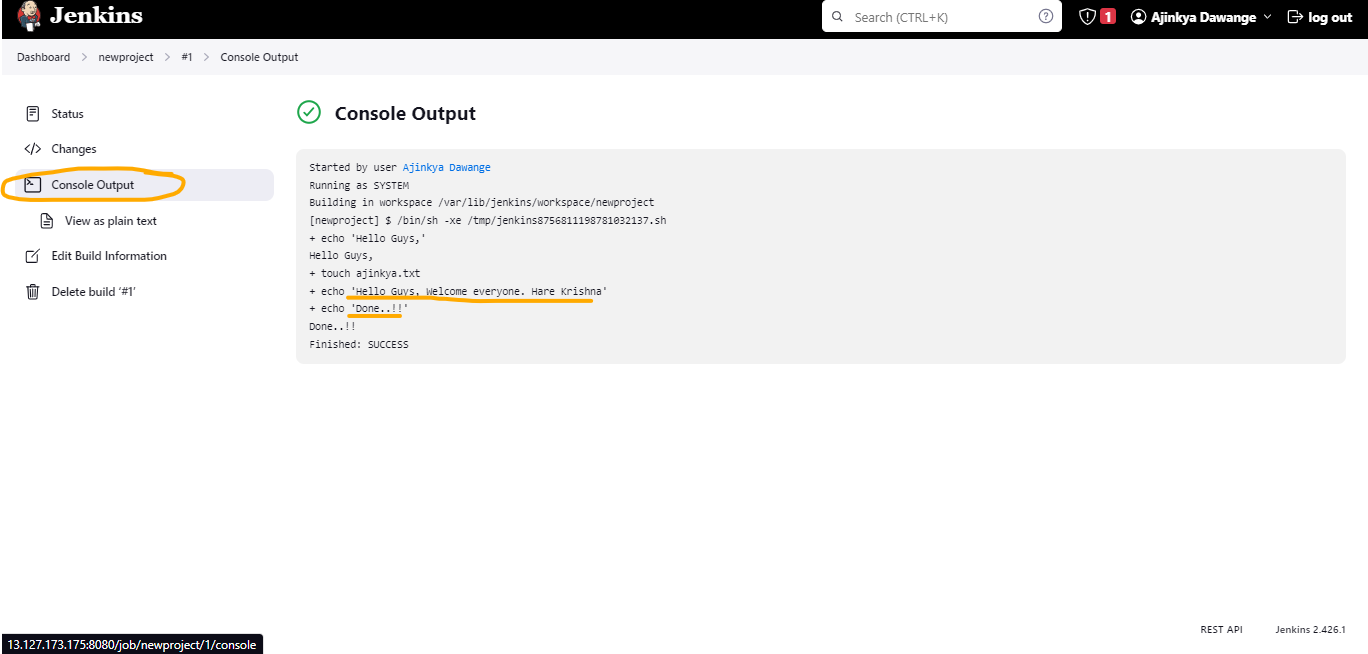 Jenkins
Search (CTRL+K)
1
Ajinkya Dawange
log out
Dashboard > newproject > #1 > Console Output
Status
Changes
Console Output
View as plain text
Edit Build Information
Delete build ‘#1’
Console Output
Started by user Ajinkya Dawange
Running as SYSTEM
Building in workspace /var/lib/jenkins/workspace/newproject
[newproject] $ /bin/sh -xe /tmp/jenkins8756811198781032137.sh
+ echo 'Hello Guys,'
Hello Guys,
+ touch ajinkya.txt
+ echo 'Hello Guys, Welcome everyone. Hare Krishna'
+ echo 'Done..!!'
Done..!!
Finished: SUCCESS
REST API
Jenkins 2.426.1
13.127.173.175:8080/job/newproject/1/console